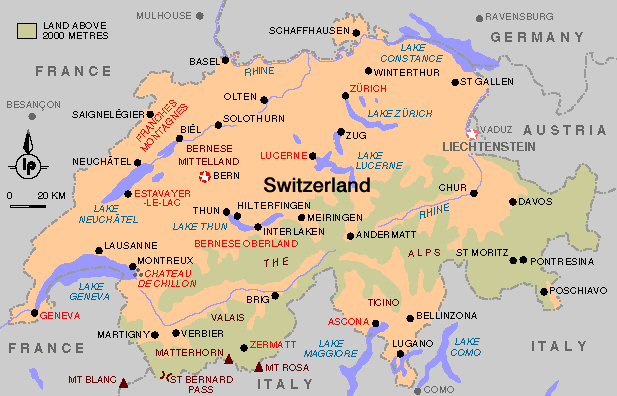 MULHOUSE
SCHAFFHAUSEN
RAVENSBURG
LAND ABOVE
2000 METRES
GERMANY
LAKE
CONSTANCE
BASEL
RHINE
WINTERTHUR
FRANCE
ST GALLEN
ZÜRICH
OLTEN
BESANÇON
SAIGNELÉGIER
FRANCHES
MONTAGNES
SOLOTHURN
LAKE ZÜRICH
BIËL
VADUZ
AUSTRIA
ZUG
LIECHTENSTEIN
BERNESE
MITTELLAND
LUCERNE
LAKE
LUCERNE
NEUCHÂTEL
lp
BERN
Switzerland
0
20 KM
ESTAVAYER
-LE-LAC
CHUR
DAVOS
LAKE
NEUCHÂTEL
THUN
HILTERFINGEN
MEIRINGEN
RHINE
LAKE THUN
INTERLAKEN
ANDERMATT
BERNESE OBERLAND
LAUSANNE
THE
ALPS
ST MORITZ
PONTRESINA
MONTREUX
CHATEAU
DE CHILLON
LAKE
GENEVA
BRIG
POSCHIAVO
TICINO
GENEVA
VALAIS
ASCONA
BELLINZONA
MARTIGNY
VERBIER
FRANCE
MATTERHORN
ZERMATT
LAKE
MAGGIORE
LUGANO
LAKE
COMO
ITALY
MT ROSA
MT BLANC
ST BERNARD
PASS
ITALY
COMO